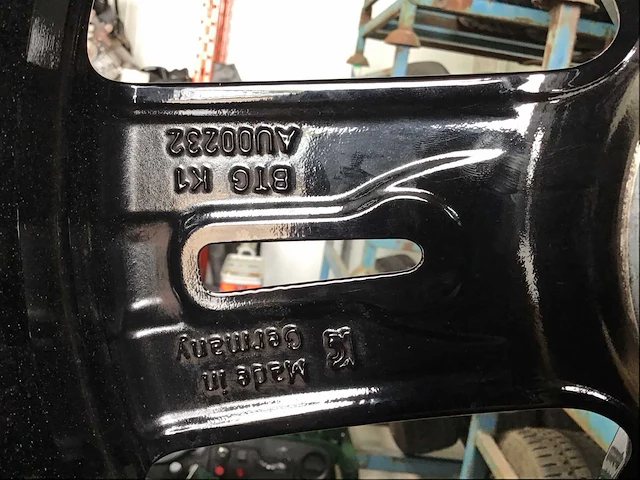 Made in
Germany
BTG K1
AU00232